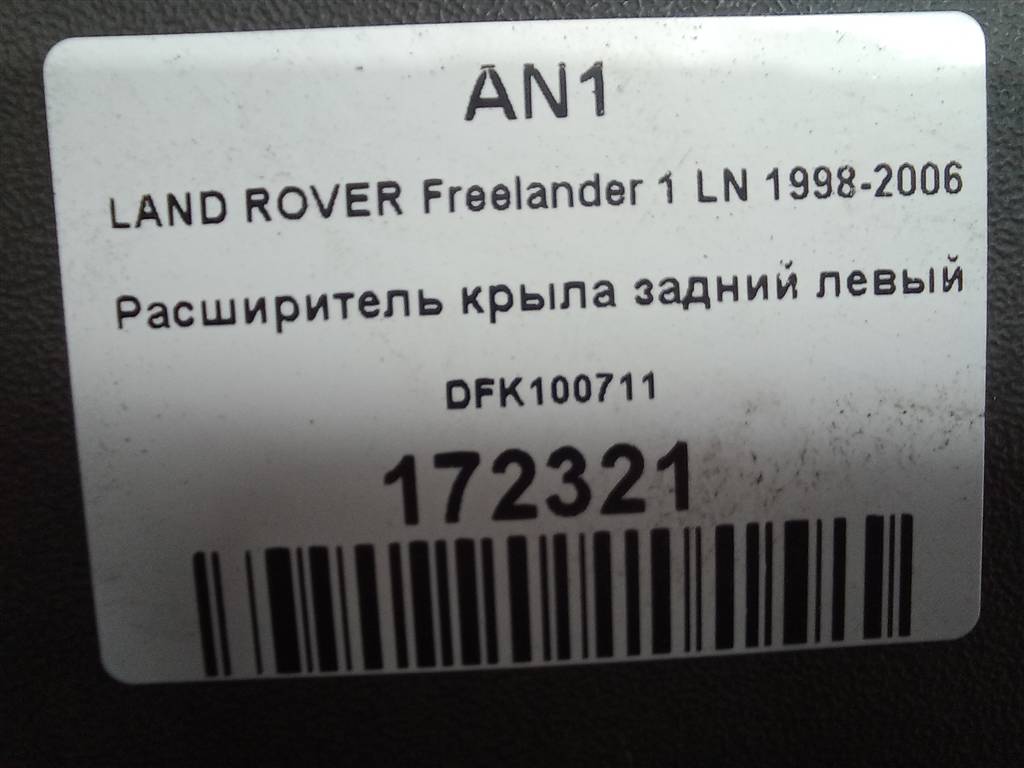 AN1
LAND ROVER Freelander 1 LN 1998-2006
Расширитель крыла задний левый
DFK100711
172321